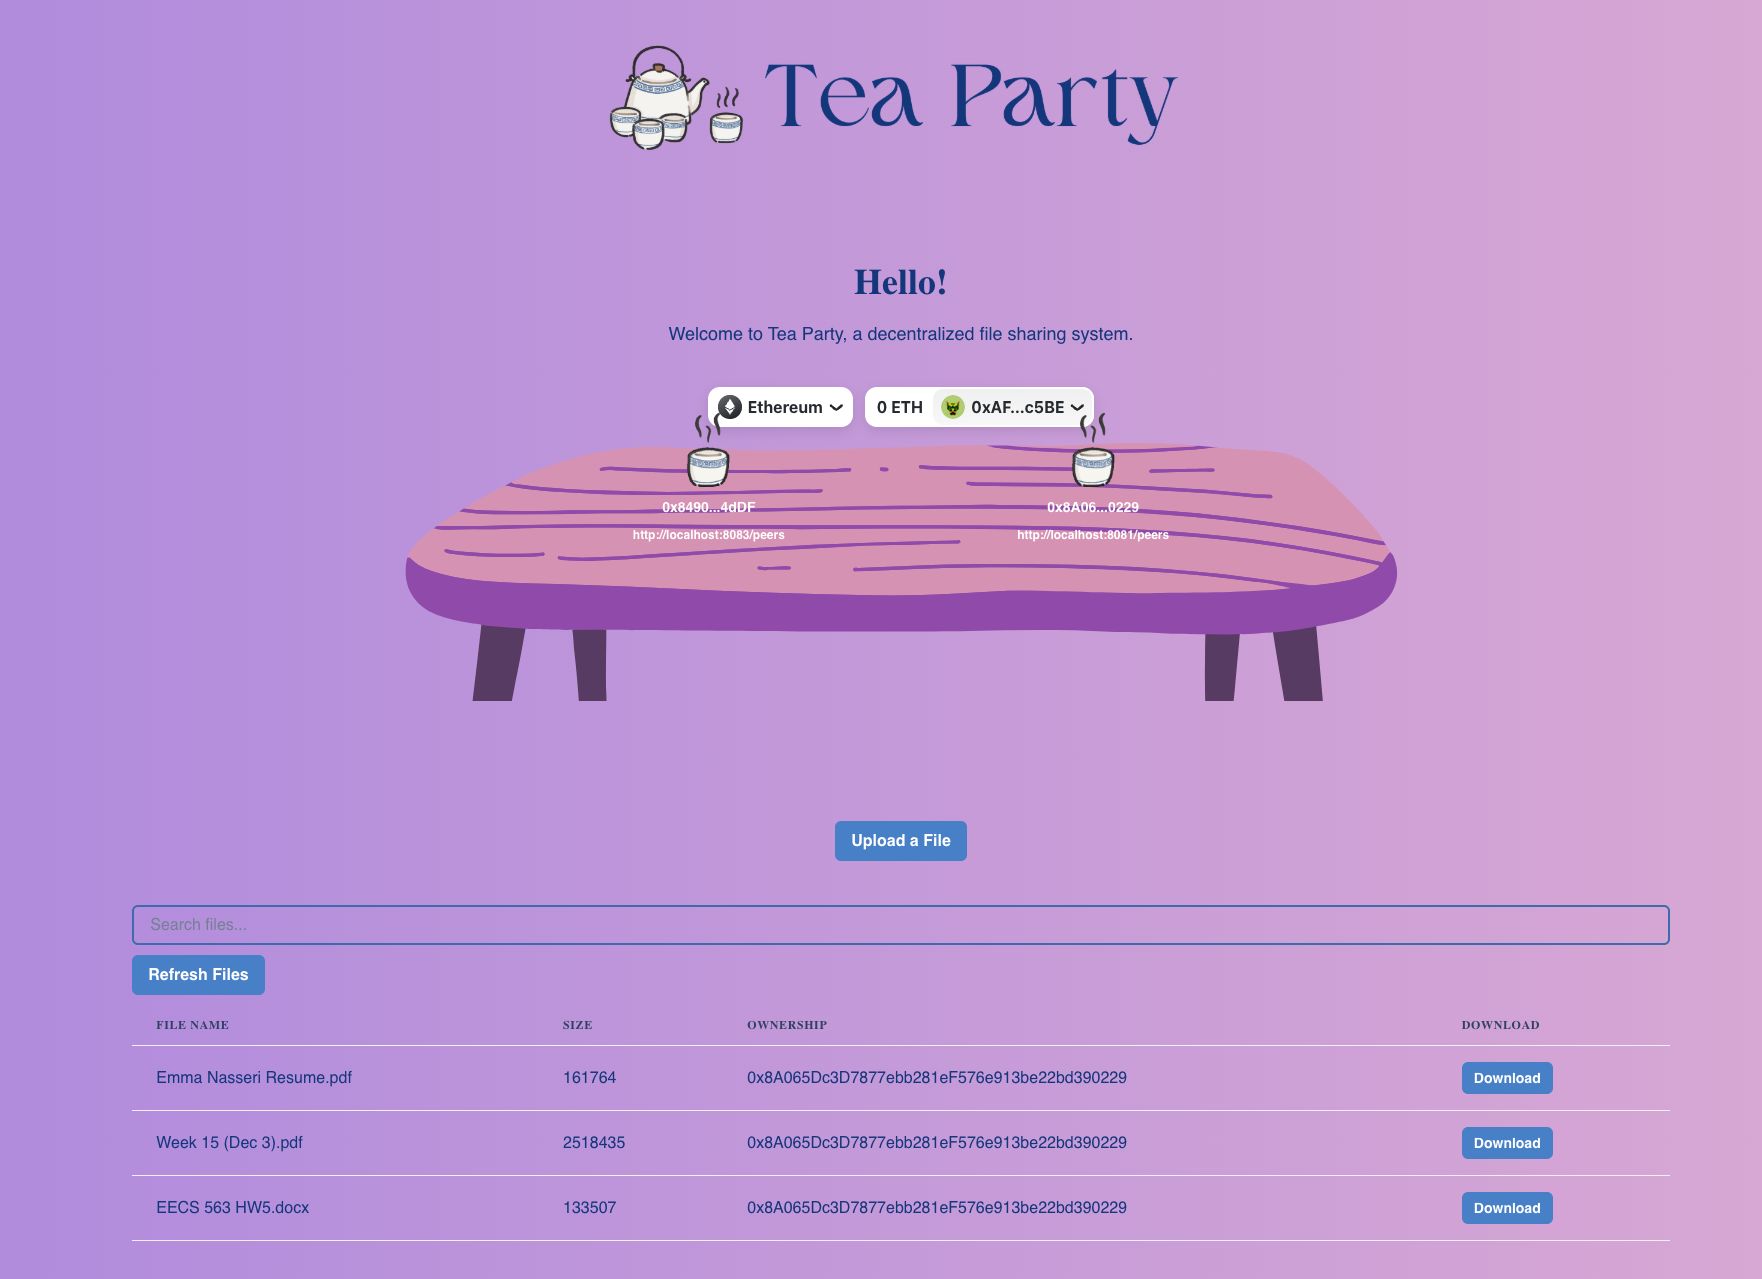 Tea Party
Hello!
Welcome to Tea Party, a decentralized file sharing system.
Ethereum 0 ETH 0xAF...c5BE
0x8490...4dDF 0x8A06...0229
http://localhost:8083/peers http://localhost:8081/peers
Upload a File
Search files...
Refresh Files
FILE NAME SIZE OWNERSHIP DOWNLOAD
Emma Nasseri Resume.pdf 161764 0x8A065Dc3D7877ebb281eF576e913be22bd390229 Download
Week 15 (Dec 3).pdf 2518435 0x8A065Dc3D7877ebb281eF576e913be22bd390229 Download
EECS 563 HW5.docx 133507 0x8A065Dc3D7877ebb281eF576e913be22bd390229 Download